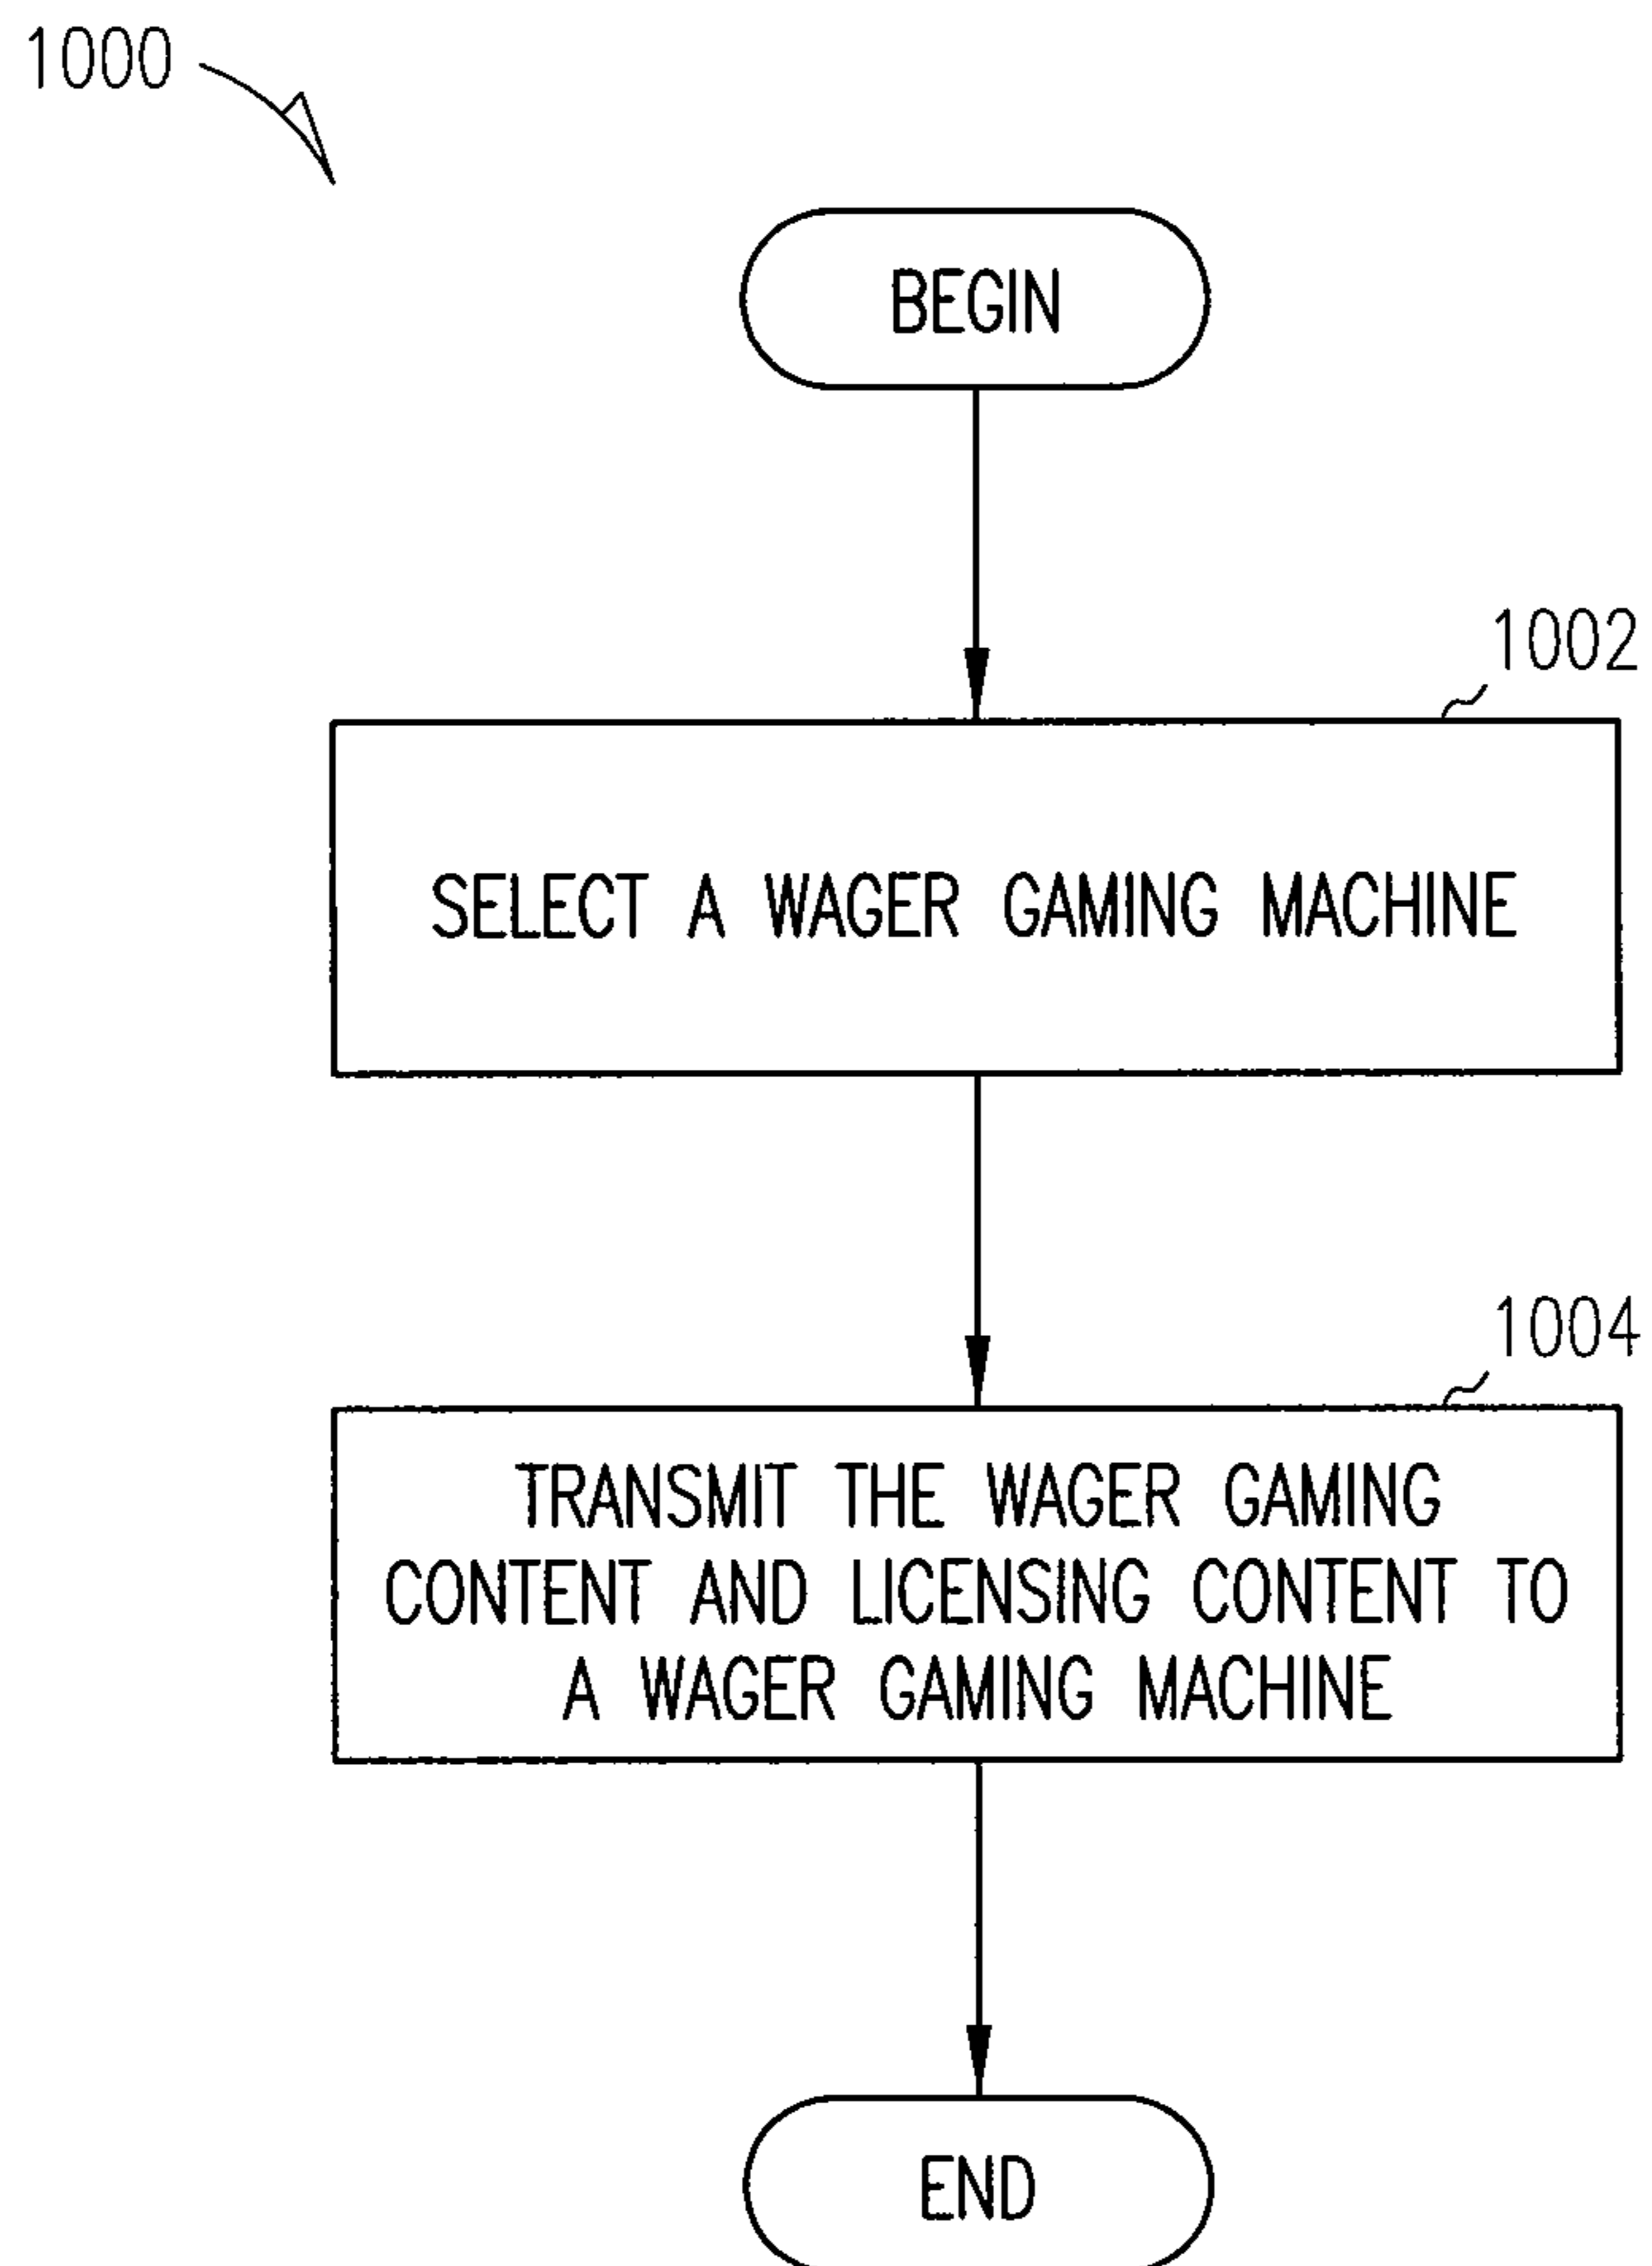 1000
BEGIN
1002
SELECT A WAGER GAMING MACHINE
1004
TRANSMIT THE WAGER GAMING
CONTENT AND LICENSING CONTENT TO
A WAGER GAMING MACHINE
END